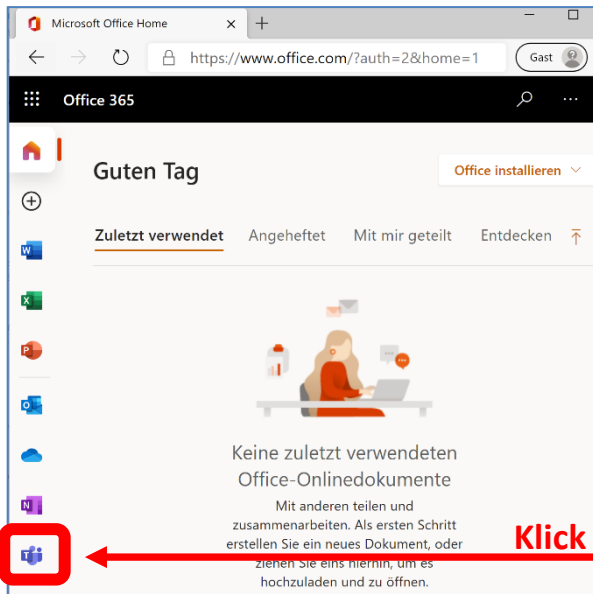 Microsoft Office Home
https://www.office.com/?auth=2&home=1
Gast
Office 365
Guten Tag
Office installieren
Zuletzt verwendet Angeheftet Mit mir geteilt Entdecken
Keine zuletzt verwendeten
Office-Onlinedokumente
Mit anderen teilen und
zusammenarbeiten. Als ersten Schritt
erstellen Sie ein neues Dokument, oder
ziehen Sie eins hierhin, um es
hochzuladen und zu öffnen.
Klick
W
X
P
O
N
T